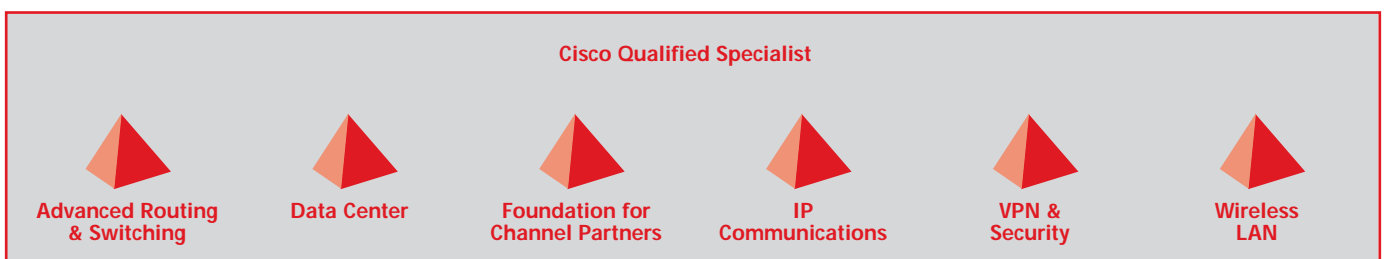 Cisco Qualified Specialist
Advanced Routing
& Switching
Data Center
Foundation for
Channel Partners
IP
Communications
VPN &
Security
Wireless
LAN